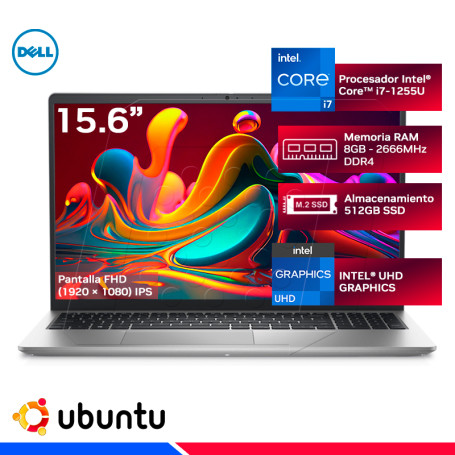 DELL
intel
CORE
i7
Procesador Intel®
Core™ i7-1255U
15.6”
Memoria RAM
8GB - 2666MHz
DDR4
M.2 SSD
Almacenamiento
512GB SSD
intel
GRAPHICS
UHD
INTEL® UHD
GRAPHICS
Pantalla FHD
(1920 × 1080) IPS
ubuntu